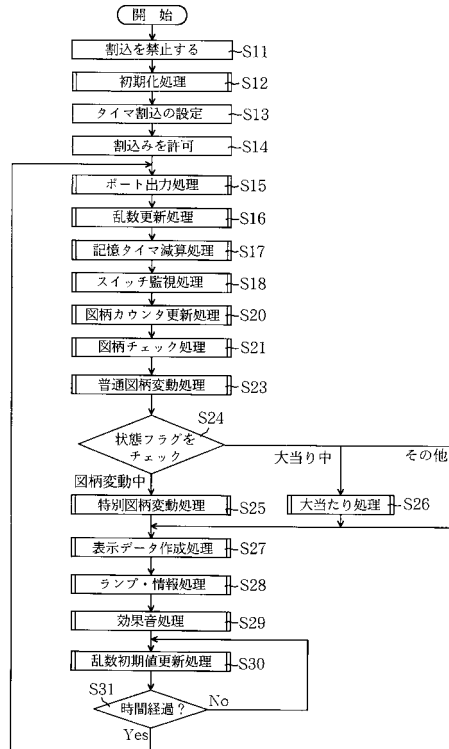 開 始
割込を禁止する
S11
初期化処理
S12
タイマ割込の設定
S13
割込みを許可
S14
ポート出力処理
S15
乱数更新処理
S16
記憶タイマ減算処理
S17
スイッチ監視処理
S18
図柄カウンタ更新処理
S20
図柄チェック処理
S21
普通図柄変動処理
S23
S24
状態フラグを
チェック
大当り中
その他
図柄変動中
特別図柄変動処理
S25
大当たり処理
S26
表示データ作成処理
S27
ランプ・情報処理
S28
効果音処理
S29
乱数初期値更新処理
S30
S31
時間経過？
No
Yes